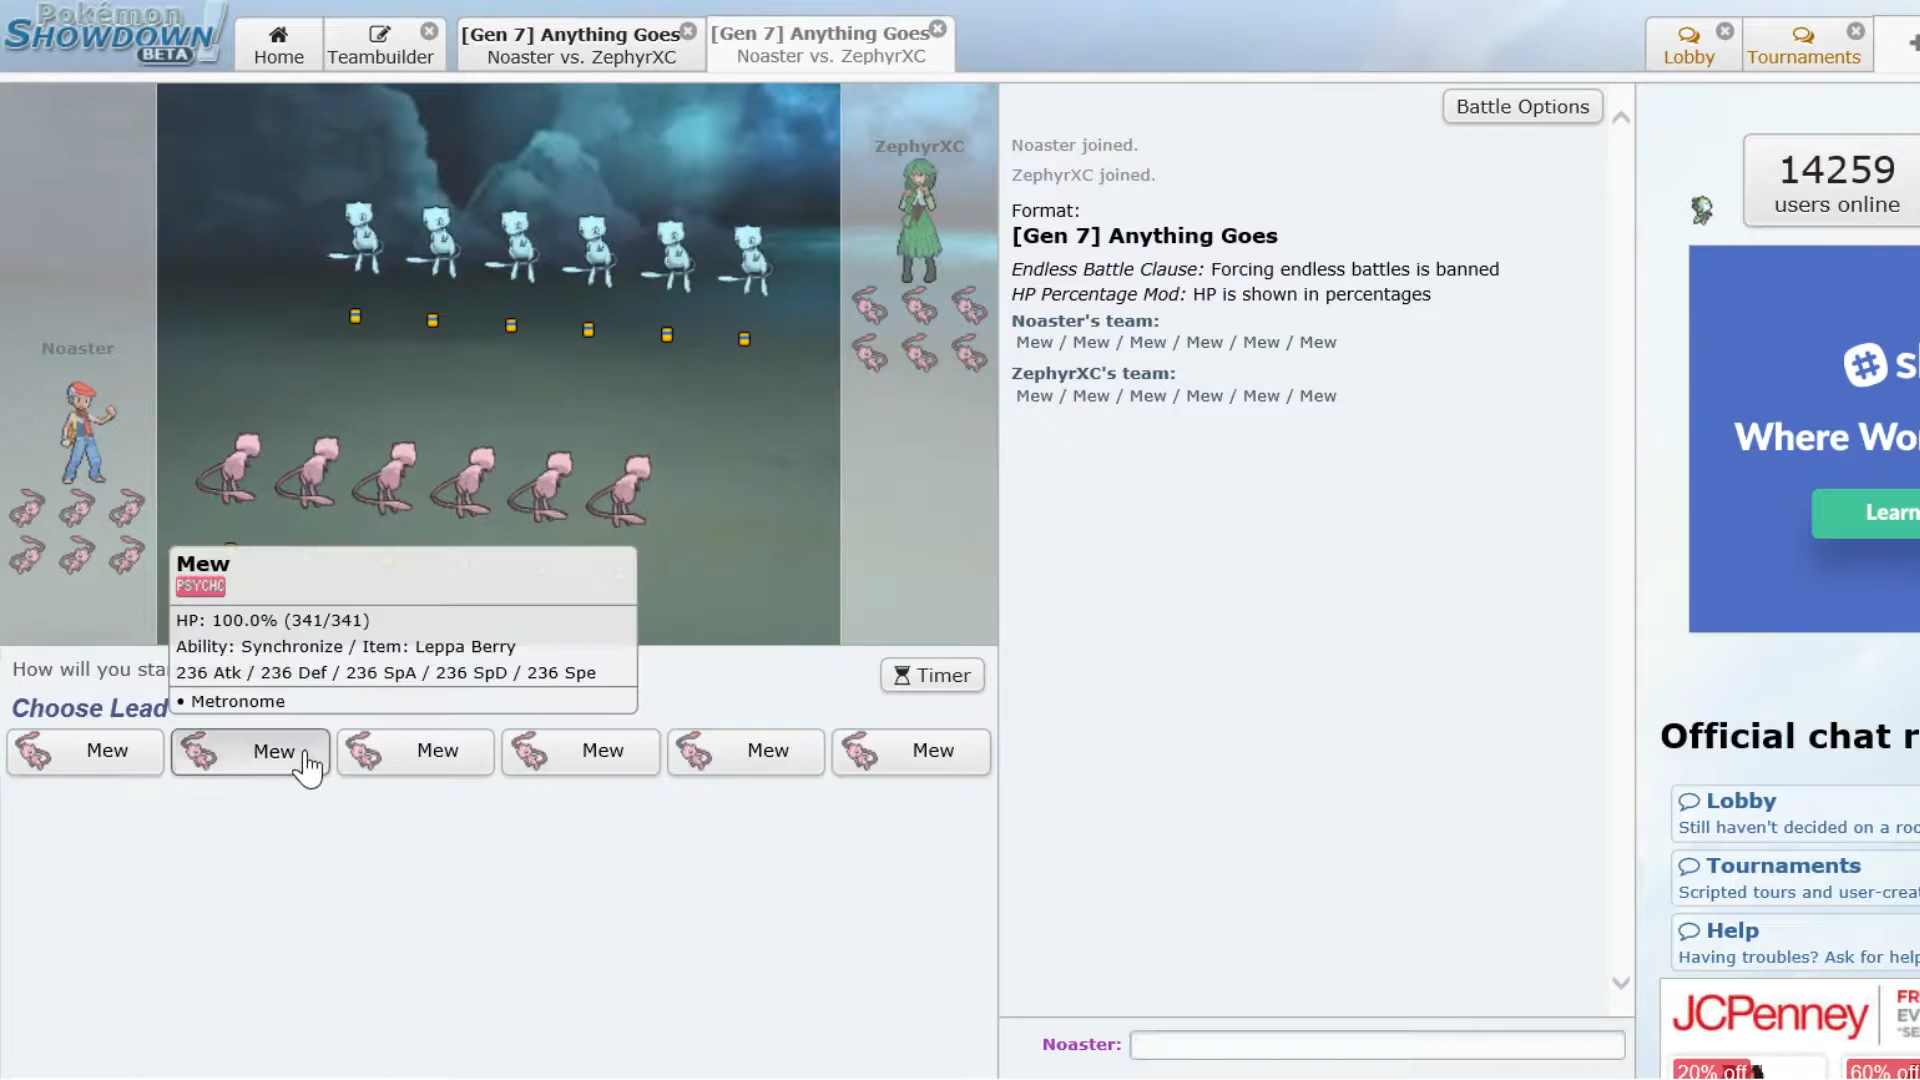 Pokémon
SHOWDOWN
BETA
Home
Teambuilder
[Gen 7] Anything Goes
Noaster vs. ZephyrXC
[Gen 7] Anything Goes
Noaster vs. ZephyrXC
Lobby
Tournaments
ZephyrXC
Noaster
Mew
PSYCHC
HP: 100.0% (341/341)
Ability: Synchronize / Item: Leppa Berry
236 Atk / 236 Def / 236 SpA / 236 SpD / 236 Spe
• Metronome
How will you sta
Timer
Choose Lead
Mew
Mew
Mew
Mew
Mew
Mew
Battle Options
Noaster joined.
ZephyrXC joined.
Format:
[Gen 7] Anything Goes
Endless Battle Clause: Forcing endless battles is banned
HP Percentage Mod: HP is shown in percentages
Noaster's team:
Mew / Mew / Mew / Mew / Mew / Mew
ZephyrXC's team:
Mew / Mew / Mew / Mew / Mew / Mew
Noaster:
14259
users online
Where Wo
Learn
Official chat r
Lobby
Still haven't decided on a roo
Tournaments
Scripted tours and user-crea
Help
Having troubles? Ask for help
JCPenney
FR
EV
"SE
20% off
60% off